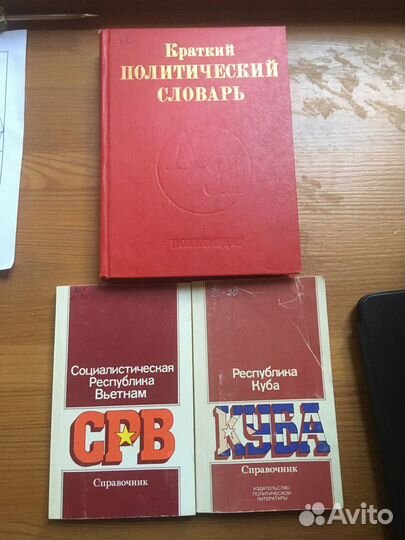 Краткий
ПОЛИТИЧЕСКИЙ
СЛОВАРЬ
ПОЛИТИЗДАТ
Социалистическая
Республика
Вьетнам
СРВ
Справочник
Республика
Куба
КУБА
Справочник
ИЗДАТЕЛЬСТВО
ПОЛИТИЧЕСКОЙ
ЛИТЕРАТУРЫ
Avito